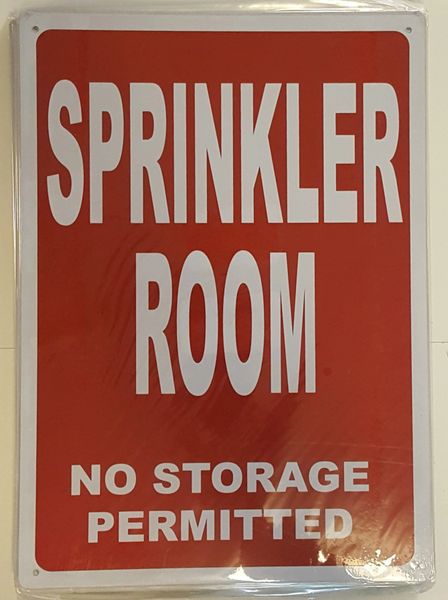 SPRINKLER
ROOM
NO STORAGE
PERMITTED